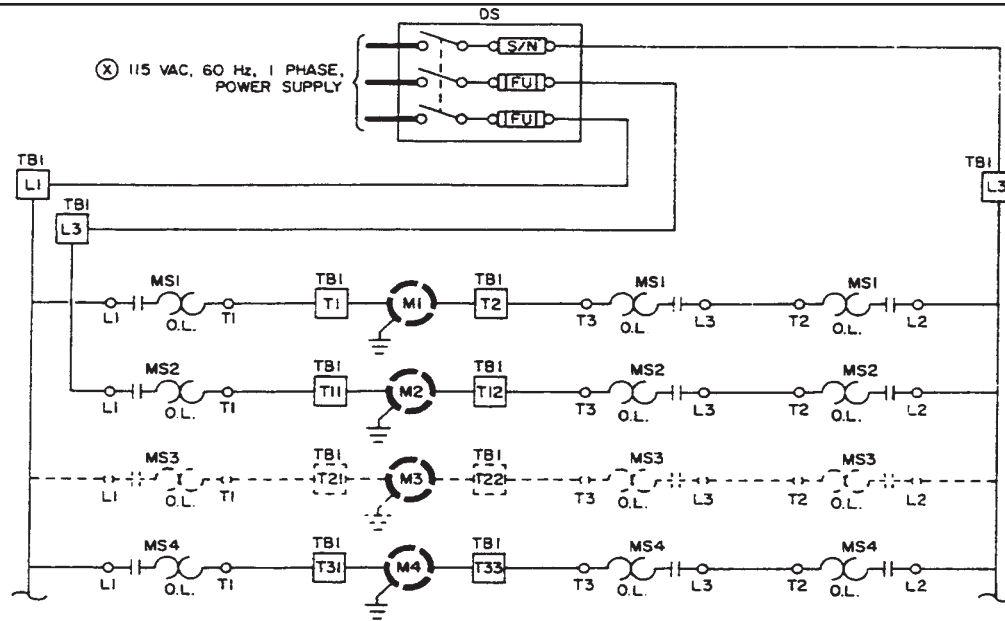 DS
S/N
Ⓧ 115 VAC, 60 Hz, 1 PHASE,
POWER SUPPLY
FU1
FU1
TB1
L1
TB1
L3
TB1
L3
MS1 TB1 TB1 MS1 MS1
T1 M1 T2
L1 O.L. T1 T3 O.L. L3 T2 O.L. L2
MS2 TB1 TB1 MS2 MS2
T11 M2 T12
L1 O.L. T1 T3 O.L. L3 T2 O.L. L2
MS3 TB1 TB1 MS3 MS3
T21 M3 T22
L1 O.L. T1 T3 O.L. L3 T2 O.L. L2
MS4 TB1 TB1 MS4 MS4
T31 M4 T33
L1 O.L. T1 T3 O.L. L3 T2 O.L. L2